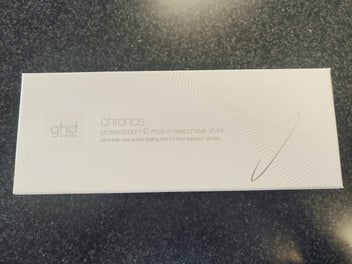 ghd
chronos
professional HD motion-responsive styler
ultra-fast, one stroke styling and 24-hour superior results